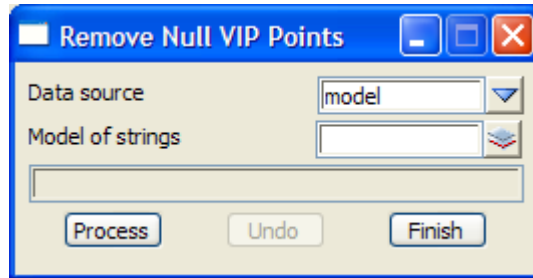 Remove Null VIP Points
Data source model
Model of strings
Process Undo Finish